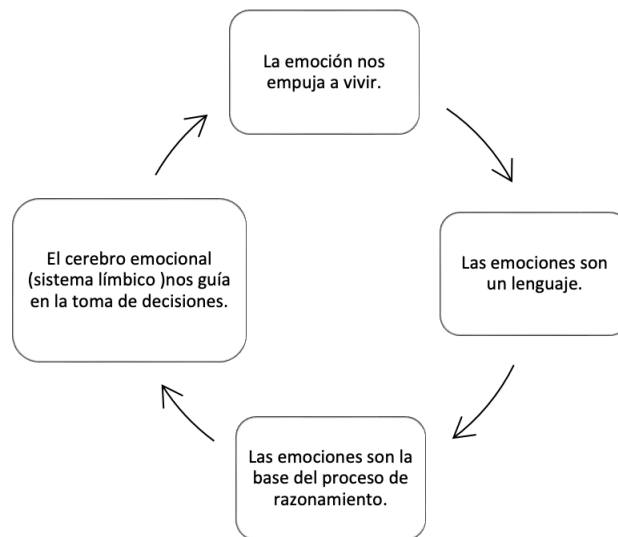 La emoción nos
empuja a vivir.
Las emociones son
un lenguaje.
Las emociones son la
base del proceso de
razonamiento.
El cerebro emocional
(sistema límbico )nos guía
en la toma de decisiones.